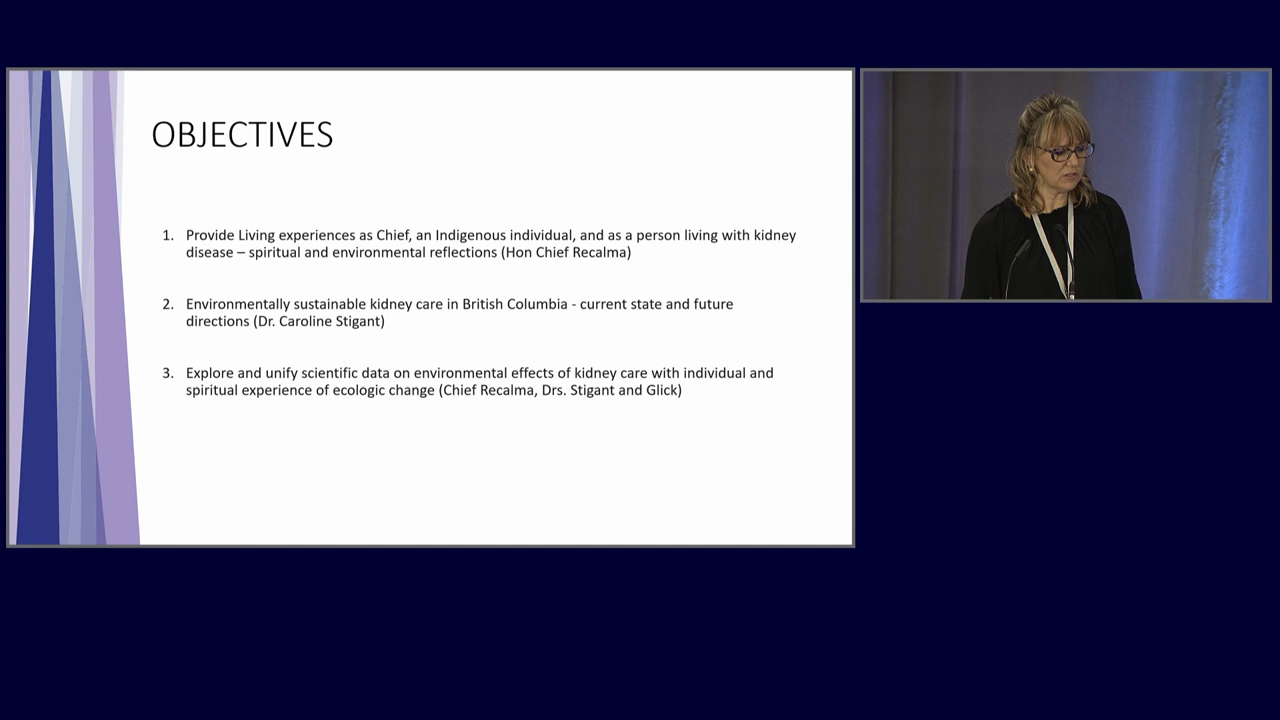 OBJECTIVES
1. Provide Living experiences as Chief, an Indigenous individual, and as a person living with kidney
disease – spiritual and environmental reflections (Hon Chief Recalma)
2. Environmentally sustainable kidney care in British Columbia - current state and future
directions (Dr. Caroline Stigant)
3. Explore and unify scientific data on environmental effects of kidney care with individual and
spiritual experience of ecologic change (Chief Recalma, Drs. Stigant and Glick)